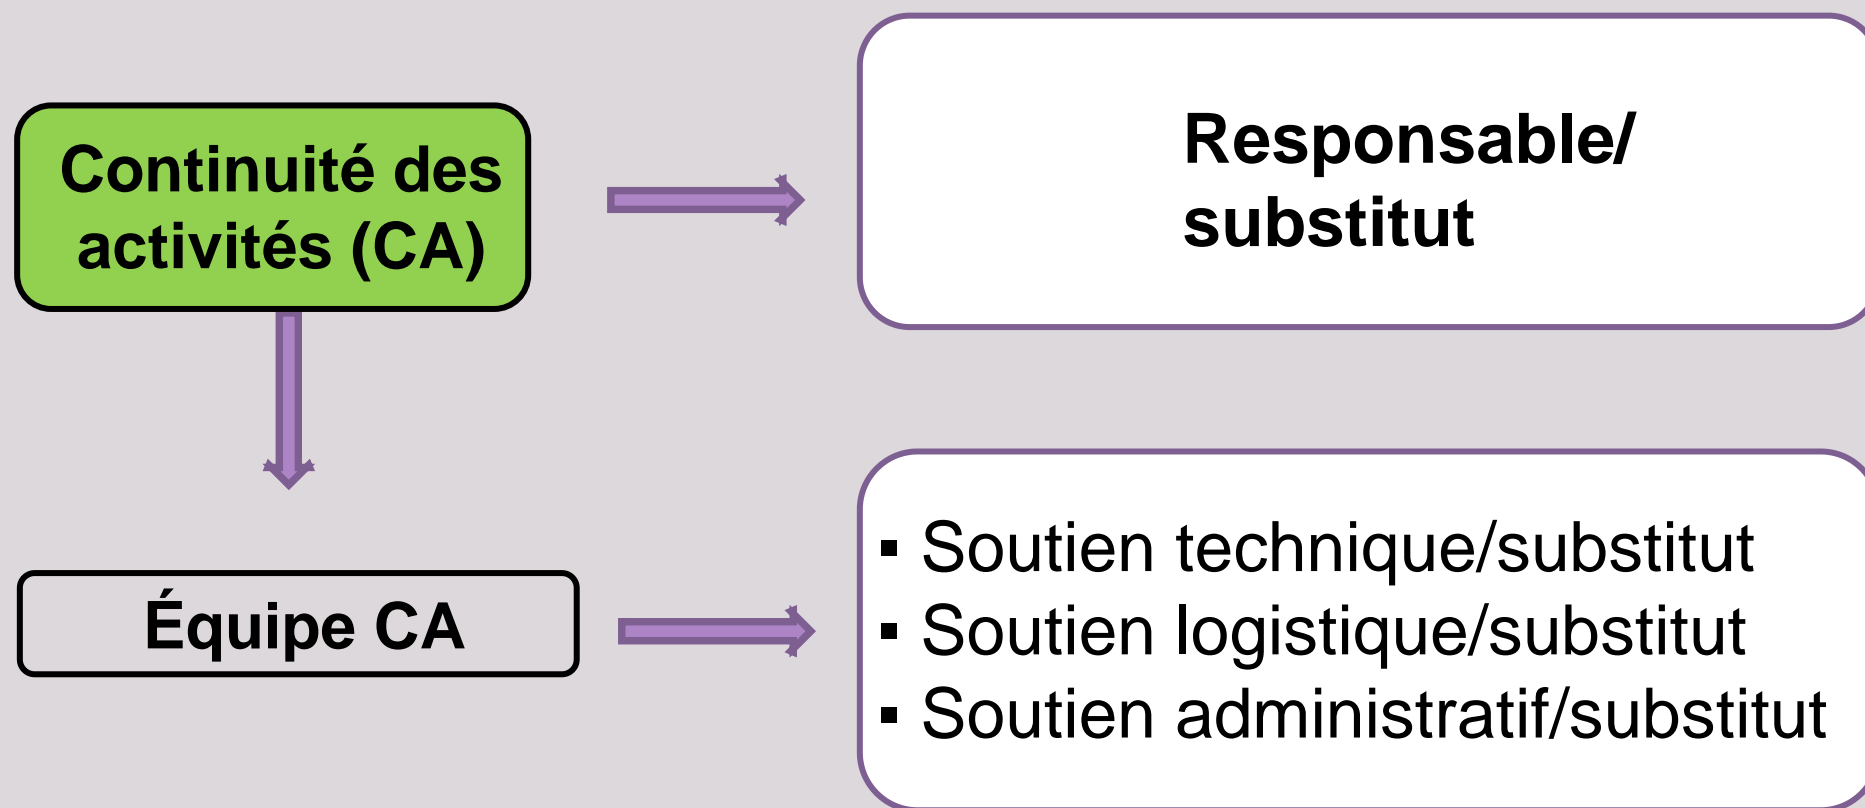 Continuité des
activités (CA)
Responsable/
substitut
Équipe CA
▪ Soutien technique/substitut
▪ Soutien logistique/substitut
▪ Soutien administratif/substitut